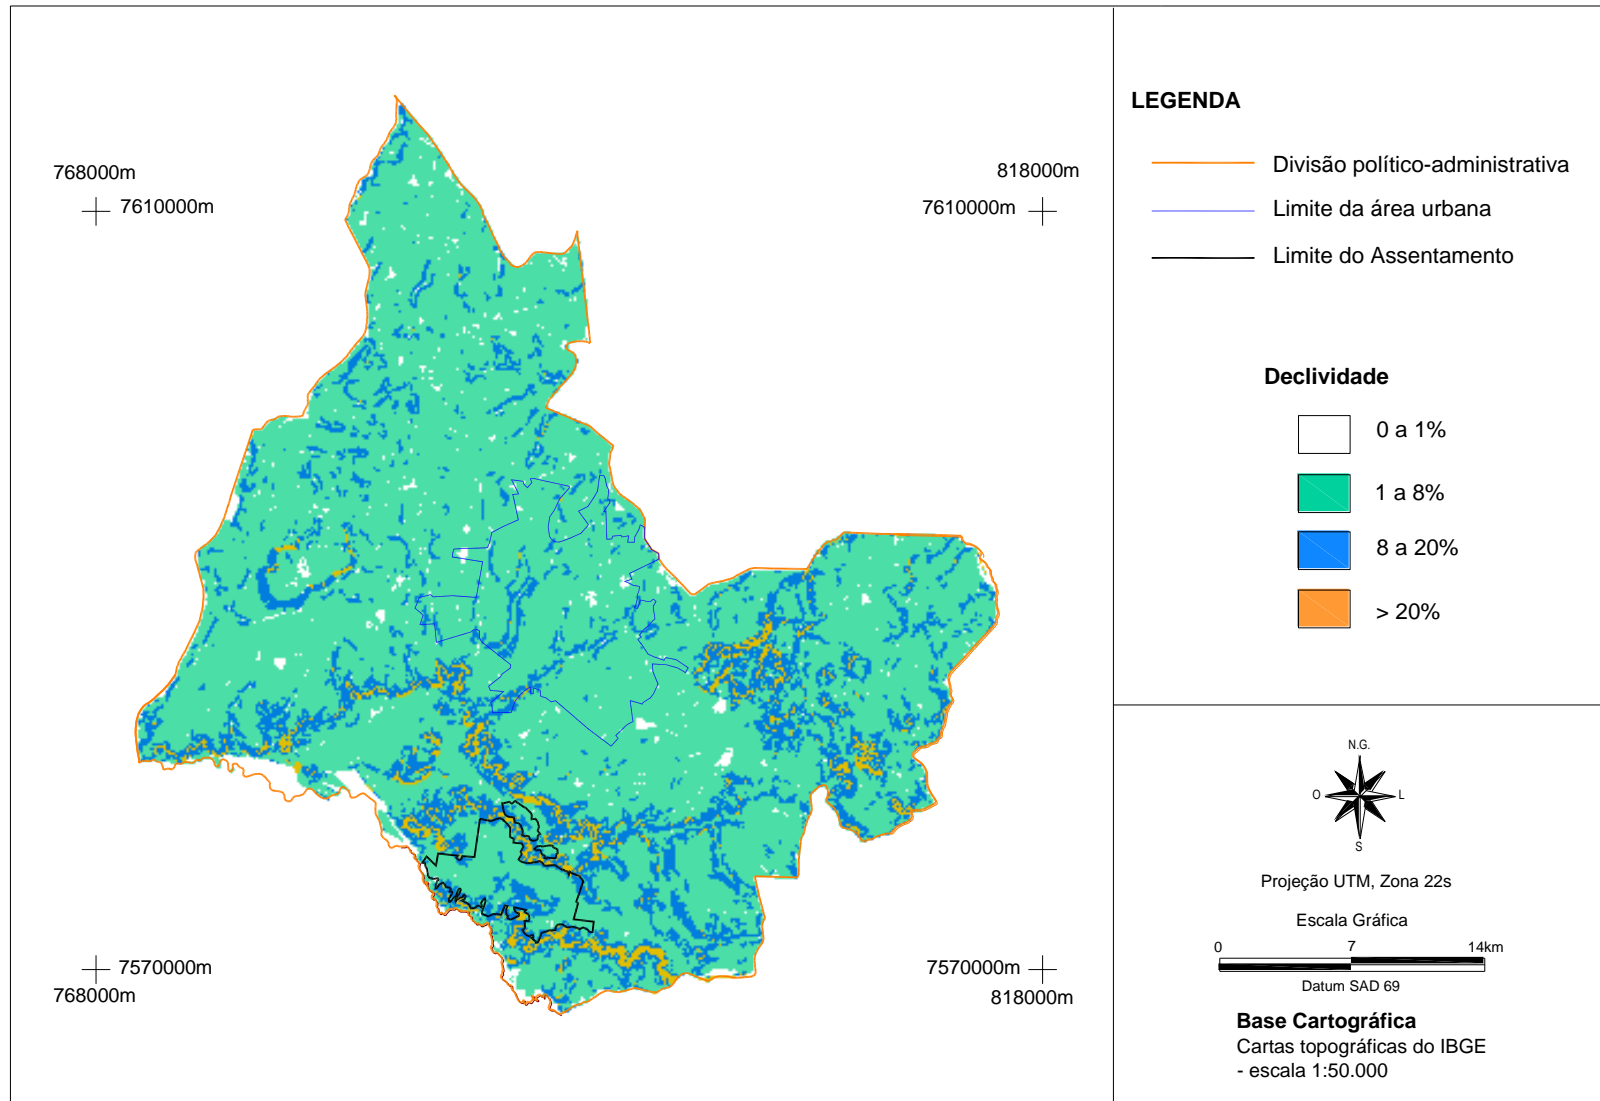 768000m
7610000m
818000m
7610000m
7570000m
768000m
7570000m
818000m
LEGENDA
Divisão político-administrativa
Limite da área urbana
Limite do Assentamento
Declividade
0 a 1%
1 a 8%
8 a 20%
> 20%
N.G.
O
L
S
Projeção UTM, Zona 22s
Escala Gráfica
0 7 14km
Datum SAD 69
Base Cartográfica
Cartas topográficas do IBGE
- escala 1:50.000